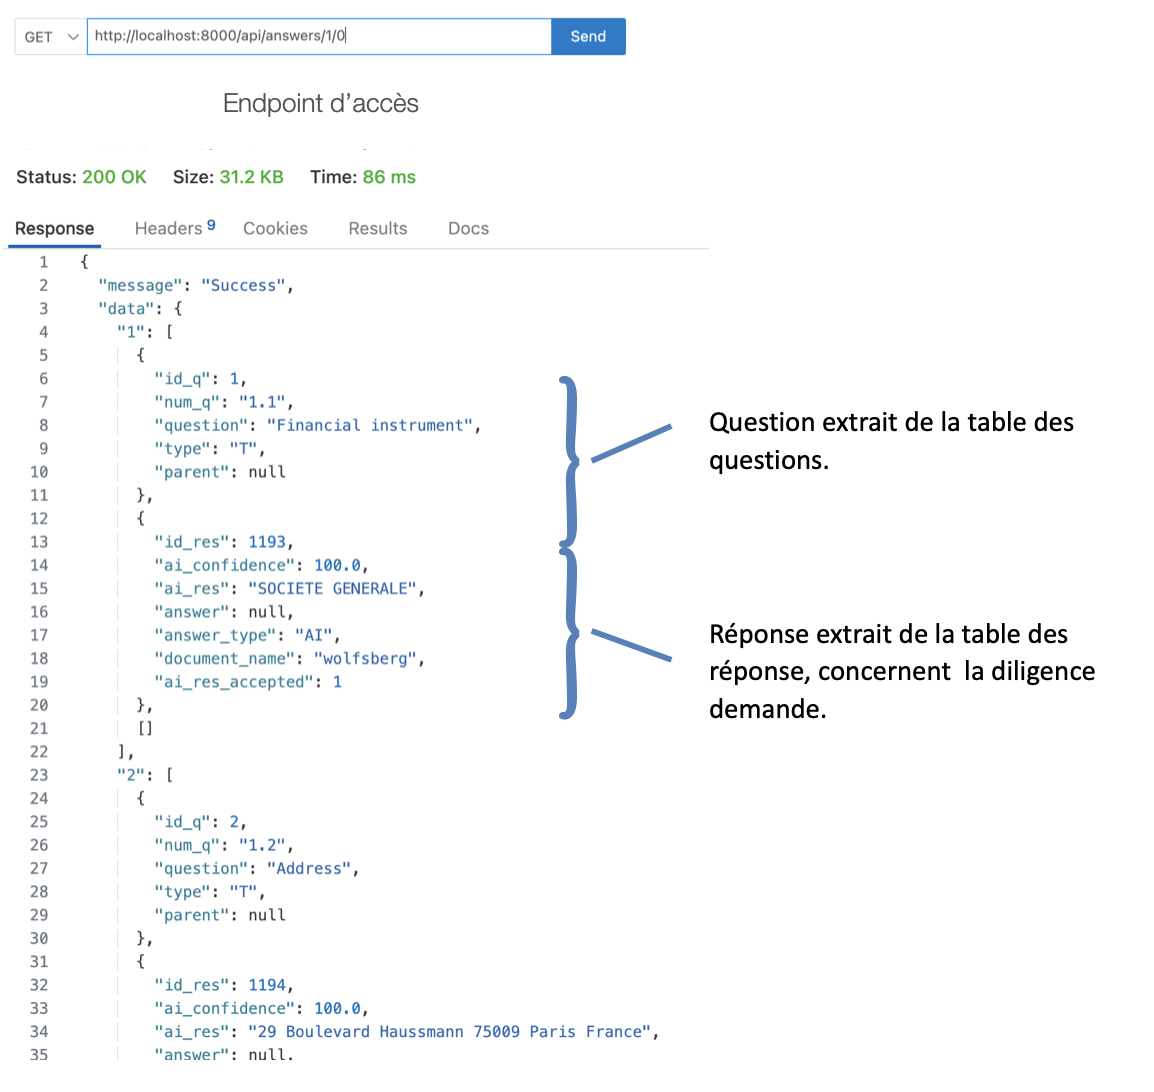 GET http://localhost:8000/api/answers/1/0 Send
Endpoint d’accès
Status: 200 OK Size: 31.2 KB Time: 86 ms
Response Headers 9 Cookies Results Docs
1 {
2 "message": "Success",
3 "data": {
4 "1": [
5 {
6 "id_q": 1,
7 "num_q": "1.1",
8 "question": "Financial instrument",
9 "type": "T",
10 "parent": null
11 },
12 {
13 "id_res": 1193,
14 "ai_confidence": 100.0,
15 "ai_res": "SOCIETE GENERALE",
16 "answer": null,
17 "answer_type": "AI",
18 "document_name": "wolfsberg",
19 "ai_res_accepted": 1
20 },
21 []
22 ],
23 "2": [
24 {
25 "id_q": 2,
26 "num_q": "1.2",
27 "question": "Address",
28 "type": "T",
29 "parent": null
30 },
31 {
32 "id_res": 1194,
33 "ai_confidence": 100.0,
34 "ai_res": "29 Boulevard Haussmann 75009 Paris France",
35 "answer": null,
Question extrait de la table des
questions.
Réponse extrait de la table des
réponse, concernent la diligence
demande.